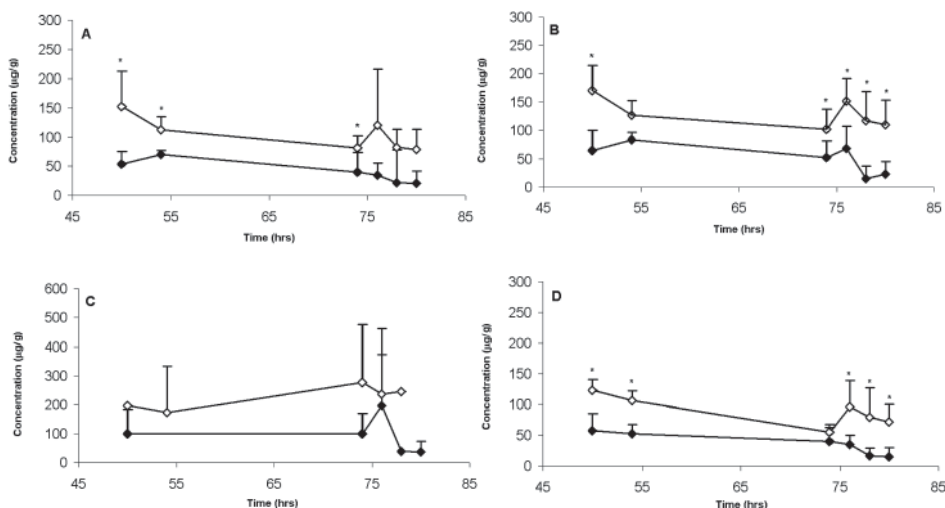 A
Concentration (µg/g)
300
250
200
150
100
50
0
* * *
45 55 65 75 85
Time (hrs)
B
Concentration (µg/g)
300
250
200
150
100
50
0
* * * * *
45 55 65 75 85
Time (hrs)
C
Concentration (µg/g)
600
500
400
300
200
100
0
45 55 65 75 85
Time (hrs)
D
Concentration (µg/g)
300
250
200
150
100
50
0
* * * * *
45 55 65 75 85
Time (hrs)